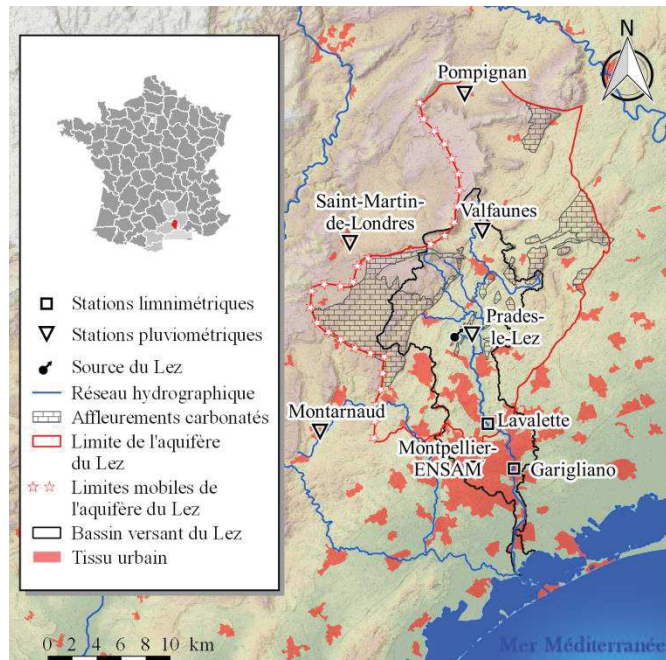 N
Pompignan
Saint-Martin-
de-Londres
Valfaunes
Prades-
le-Lez
Montarnaud
Lavalette
Montpellier-
ENSAM
Garigliano
Stations limnimétriques
Stations pluviométriques
Source du Lez
Réseau hydrographique
Affleurements carbonatés
Limite de l'aquifère
du Lez
Limites mobiles de
l'aquifère du Lez
Bassin versant du Lez
Tissu urbain
0 2 4 6 8 10 km
Mer Méditerranée